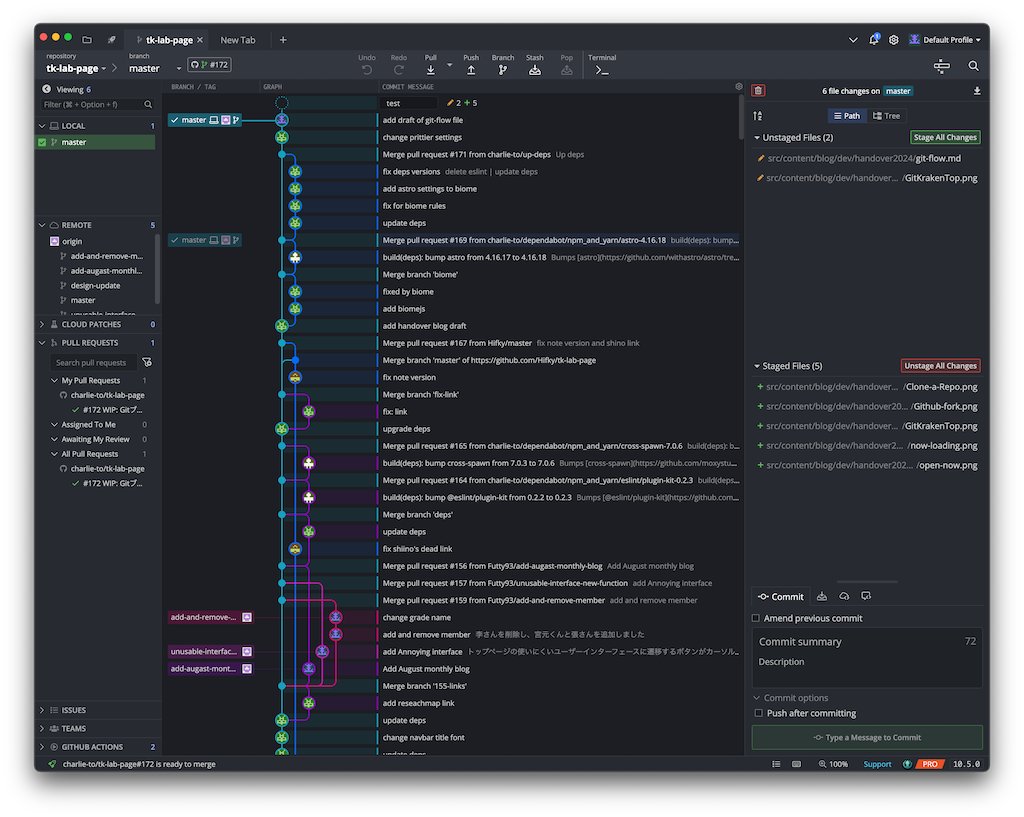 tk-lab-page
New Tab
Default Profile
repository
tk-lab-page
branch
master
#172
Undo
Redo
Pull
Push
Branch
Stash
Pop
Terminal
Viewing 6
Filter (⌘ + Option + f)
LOCAL 1
master
REMOTE 5
origin
add-and-remove-m...
add-augast-monthl...
design-update
master
unusable-interface
CLOUD PATCHES 0
PULL REQUESTS 1
Search pull requests
My Pull Requests 1
charlie-to/tk-lab-page
#172 WIP: Gitブ...
Assigned To Me 0
Awaiting My Review 0
All Pull Requests 1
charlie-to/tk-lab-page
#172 WIP: Gitブ...
ISSUES
TEAMS
GITHUB ACTIONS 2
BRANCH / TAG
GRAPH
COMMIT MESSAGE
test 2 + 5
master add draft of git-flow file
change prittier settings
Merge pull request #171 from charlie-to/up-deps Up deps
fix deps versions delete eslint | update deps
add astro settings to biome
fix for biome rules
update deps
master Merge pull request #169 from charlie-to/dependabot/npm_and_yarn/astro-4.16.18 build(deps): bump...
build(deps): bump astro from 4.16.17 to 4.16.18 Bumps [astro](https://github.com/withastro/astro/tre...
Merge branch 'biome'
fixed by biome
add biomejs
add handover blog draft
Merge pull request #167 from Hifky/master fix note version and shino link
Merge branch 'master' of https://github.com/Hifky/tk-lab-page
fix note version
Merge branch 'fix-link'
fix: link
upgrade deps
Merge pull request #165 from charlie-to/dependabot/npm_and_yarn/cross-spawn-7.0.6 build(deps): b...
build(deps): bump cross-spawn from 7.0.3 to 7.0.6 Bumps [cross-spawn](https://github.com/moxystu...
Merge pull request #164 from charlie-to/dependabot/npm_and_yarn/eslint/plugin-kit-0.2.3 build(deps...
build(deps): bump @eslint/plugin-kit from 0.2.2 to 0.2.3 Bumps [@eslint/plugin-kit](https://github.com...
Merge branch 'deps'
update deps
fix shiino's dead link
Merge pull request #156 from Futty93/add-augast-monthly-blog Add August monthly blog
Merge pull request #157 from Futty93/unusable-interface-new-function add Annoying interface
Merge pull request #159 from Futty93/add-and-remove-member add and remove member
add-and-remove-... change grade name
add and remove member 李さんを削除し、宮元くんと張さんを追加しました
unusable-interfac... add Annoying interface トップページの使いにくいユーザーインターフェースに遷移するボタンがカーソル...
add-augast-mont... Add August monthly blog
Merge branch '155-links'
add reseachmap link
update deps
change navbar title font
update deps
6 file changes on master
Path
Tree
Unstaged Files (2)
Stage All Changes
src/content/blog/dev/handover2024/git-flow.md
src/content/blog/dev/handover... /GitKrakenTop.png
Staged Files (5)
Unstage All Changes
+ src/content/blog/dev/handover... /Clone-a-Repo.png
+ src/content/blog/dev/handover20... /Github-fork.png
+ src/content/blog/dev/handover... /GitKrakenTop.png
+ src/content/blog/dev/handover2... /now-loading.png
+ src/content/blog/dev/handover202... /open-now.png
Commit
Amend previous commit
Commit summary 72
Description
Commit options
Push after committing
Type a Message to Commit
charlie-to/tk-lab-page#172 is ready to merge
100%
Support
PRO
10.5.0